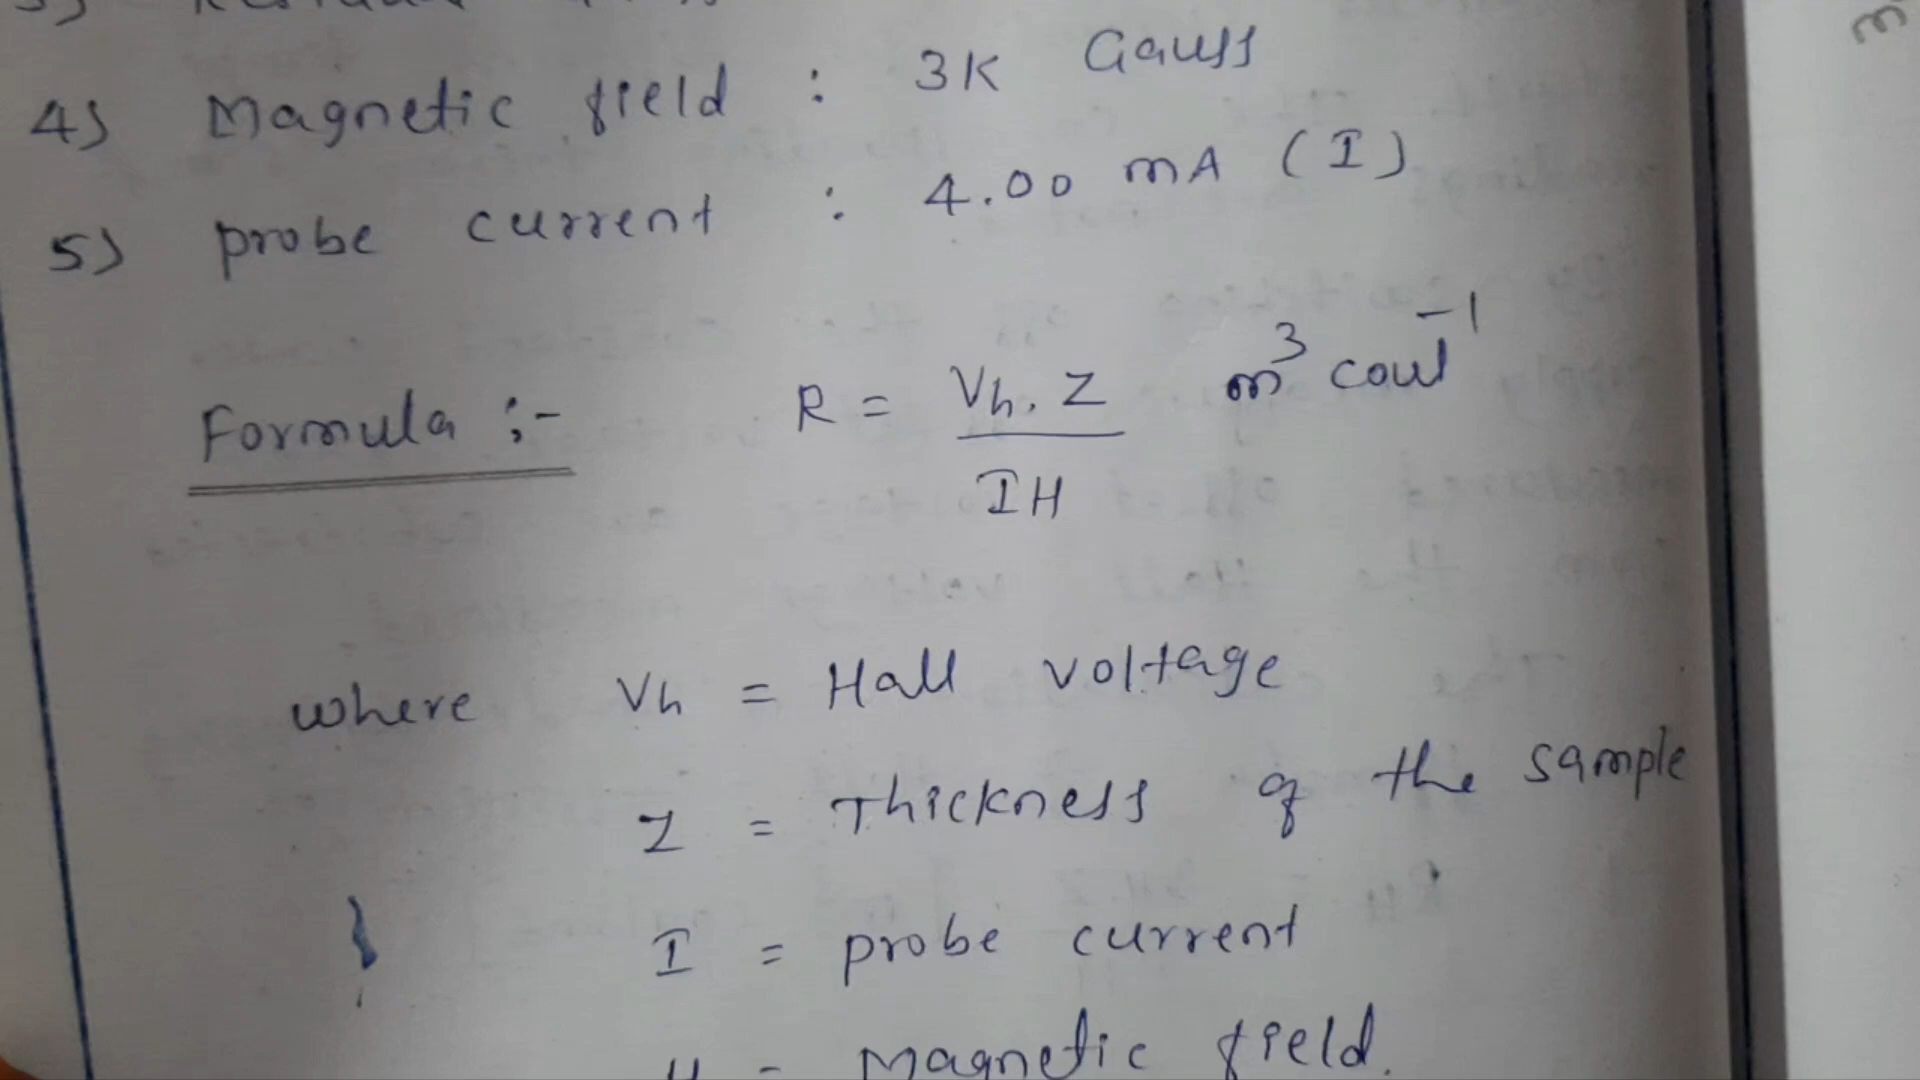 4) Magnetic field : 3K Gauss
5) probe current : 4.00 mA (I)
Formula :- R = Vh. Z / IH m³ coul⁻¹
where Vh = Hall voltage
Z = Thickness of the sample
I = probe current
H = Magnetic field.